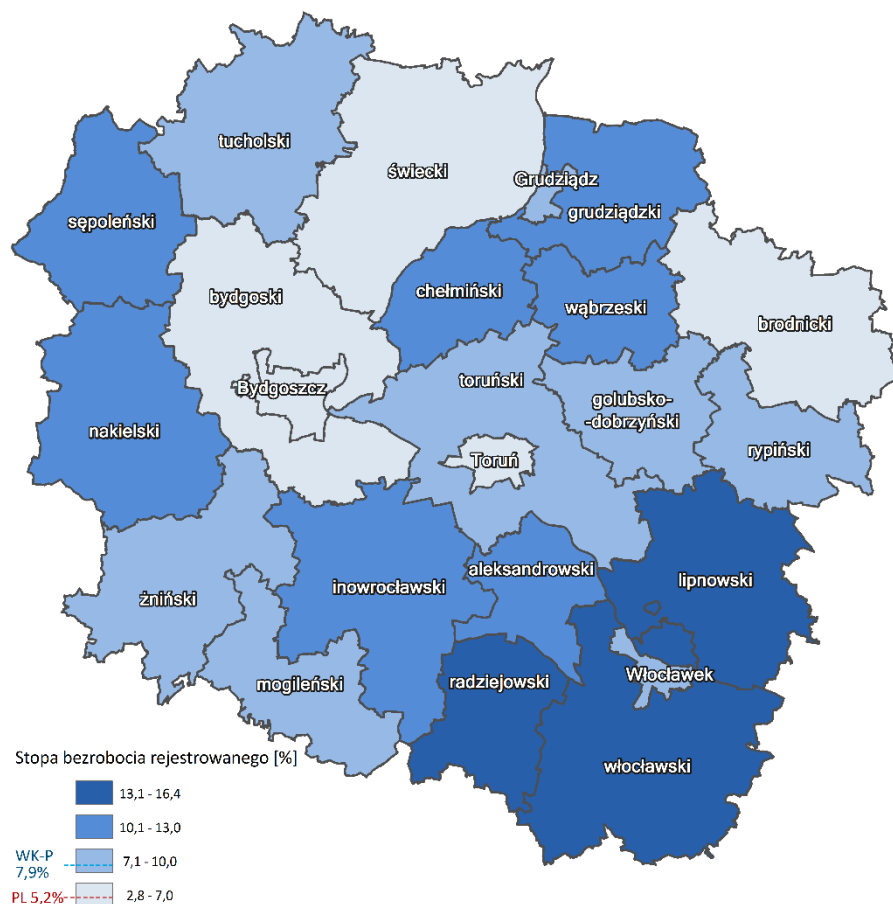 tucholski
świecki
Grudziądz
grudziądzki
sępoleński
bydgoski
chełmiński
wąbrzeski
brodnicki
Bydgoszcz
toruński
golubsko-
-dobrzyński
nakielski
Toruń
rypiński
aleksandrowski
inowrocławski
lipnowski
żniński
mogileński
radziejowski
Włocławek
włocławski
Stopa bezrobocia rejestrowanego [%]
13,1 - 16,4
10,1 - 13,0
WK-P
7,9%
7,1 - 10,0
PL 5,2%
2,8 - 7,0